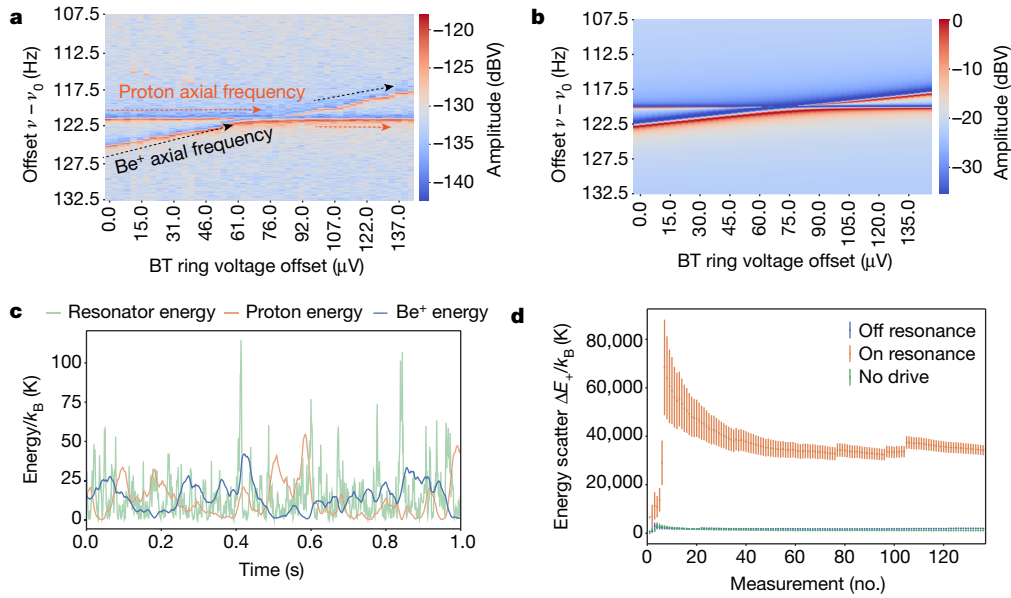 a
107.5
112.5
117.5
122.5
127.5
132.5
Offset ν − ν0 (Hz)
Proton axial frequency
Be+ axial frequency
0.0
15.0
31.0
46.0
61.0
76.0
92.0
107.0
122.0
137.0
BT ring voltage offset (μV)
−120
−125
−130
−135
−140
Amplitude (dBV)
b
107.5
112.5
117.5
122.5
127.5
132.5
Offset ν − ν0 (Hz)
0.0
15.0
30.0
45.0
60.0
75.0
90.0
105.0
120.0
135.0
BT ring voltage offset (μV)
0
−10
−20
−30
Amplitude (dBV)
c
Resonator energy
Proton energy
Be+ energy
100
75
50
25
0
Energy/kB (K)
0.0
0.2
0.4
0.6
0.8
1.0
Time (s)
d
80,000
60,000
40,000
20,000
0
Energy scatter ΔE+/kB (K)
Off resonance
On resonance
No drive
0
20
40
60
80
100
120
Measurement (no.)